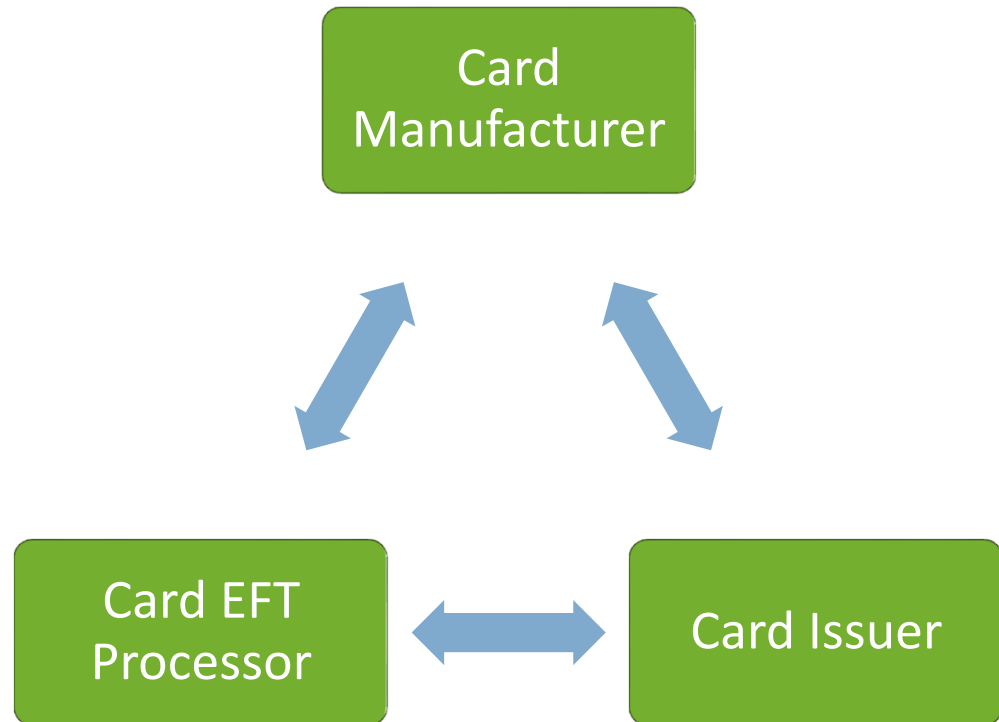 Card
Manufacturer
Card EFT
Processor
Card Issuer